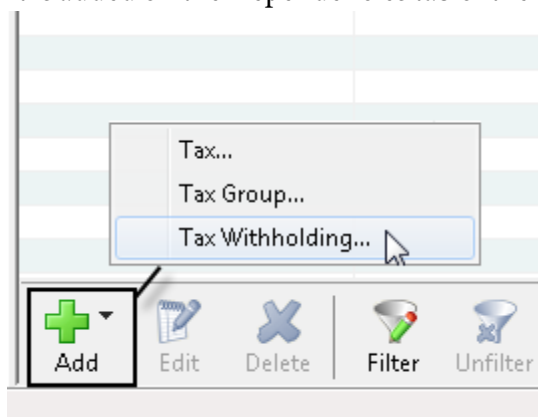 Tax...
Tax Group...
Tax Withholding...
Add Edit Delete Filter Unfilter